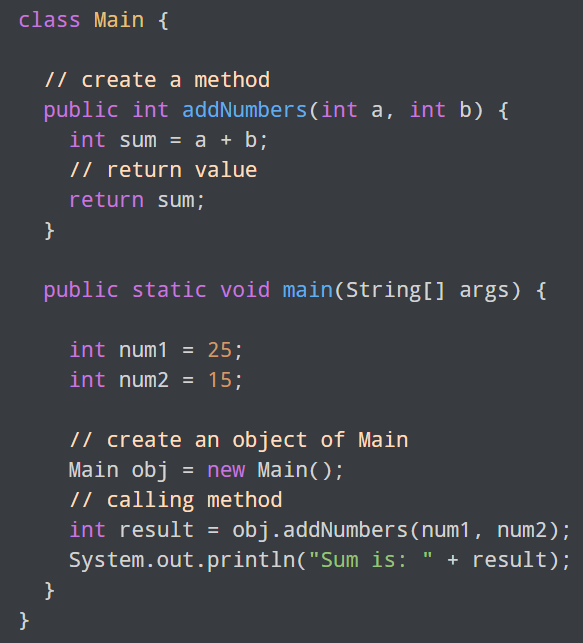 class Main {
  // create a method
  public int addNumbers(int a, int b) {
    int sum = a + b;
    // return value
    return sum;
  }
  public static void main(String[] args) {
    int num1 = 25;
    int num2 = 15;
    // create an object of Main
    Main obj = new Main();
    // calling method
    int result = obj.addNumbers(num1, num2);
    System.out.println("Sum is: " + result);
  }
}